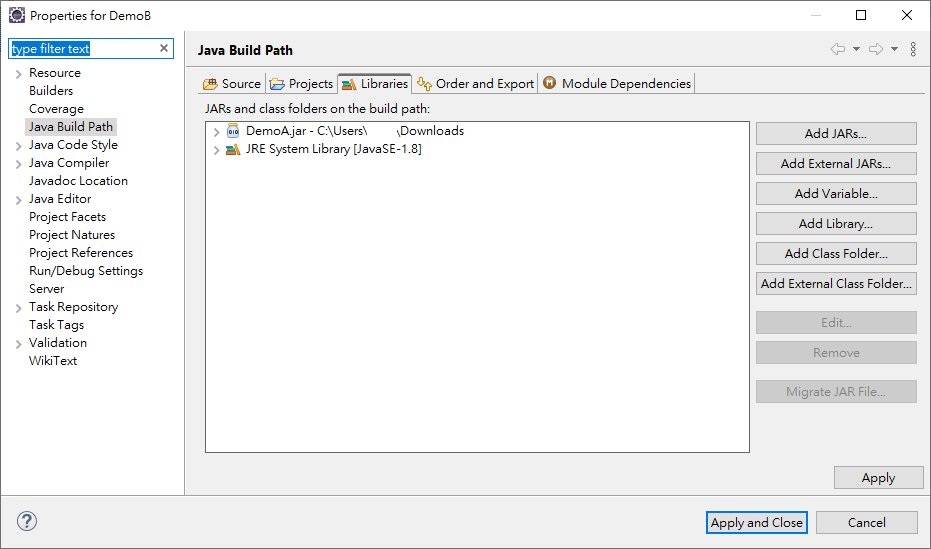 Properties for DemoB
type filter text
Resource
Builders
Coverage
Java Build Path
Java Code Style
Java Compiler
Javadoc Location
Java Editor
Project Facets
Project Natures
Project References
Run/Debug Settings
Server
Task Repository
Task Tags
Validation
WikiText
Java Build Path
Source Projects Libraries Order and Export M Module Dependencies
JARs and class folders on the build path:
DemoA.jar - C:\Users\ \Downloads
JRE System Library [JavaSE-1.8]
Add JARs...
Add External JARs...
Add Variable...
Add Library...
Add Class Folder...
Add External Class Folder...
Edit...
Remove
Migrate JAR File...
Apply
?
Apply and Close
Cancel